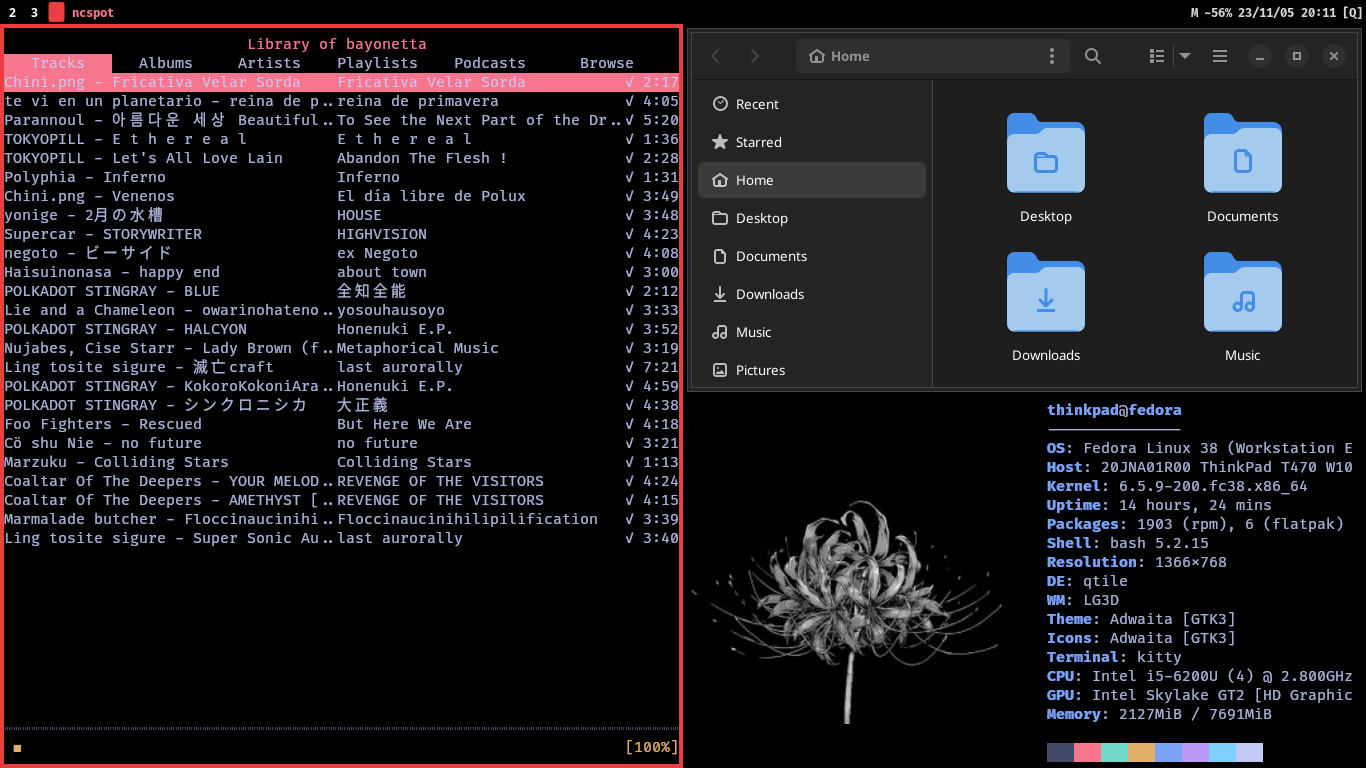 2 3 ncspot
M -56% 23/11/05 20:11 [Q]
Library of bayonetta
Tracks Albums Artists Playlists Podcasts Browse
Chini.png - Fricativa Velar Sorda Fricativa Velar Sorda √ 2:17
te vi en un planetario - reina de p.. reina de primavera √ 4:05
Parannoul - 아름다운 세상 Beautiful.. To See the Next Part of the Dr.. √ 5:20
TOKYOPILL - E t h e r e a l E t h e r e a l √ 1:36
TOKYOPILL - Let's All Love Lain Abandon The Flesh ! √ 2:28
Polyphia - Inferno Inferno √ 1:31
Chini.png - Venenos El día libre de Polux √ 3:49
yonige - 2月の水槽 HOUSE √ 3:48
Supercar - STORYWRITER HIGHVISION √ 4:23
negoto - ビーサイド ex Negoto √ 4:08
Haisuinonasa - happy end about town √ 3:00
POLKADOT STINGRAY - BLUE 全知全能 √ 2:12
Lie and a Chameleon - owarinohateno.. yosouhausoyo √ 3:33
POLKADOT STINGRAY - HALCYON Honenuki E.P. √ 3:52
Nujabes, Cise Starr - Lady Brown (f.. Metaphorical Music √ 3:19
Ling tosite sigure - 滅亡craft last aurorally √ 7:21
POLKADOT STINGRAY - KokoroKokoniAra.. Honenuki E.P. √ 4:59
POLKADOT STINGRAY - シンクロニシカ 大正義 √ 4:38
Foo Fighters - Rescued But Here We Are √ 4:18
Cö shu Nie - no future no future √ 3:21
Marzuku - Colliding Stars Colliding Stars √ 1:13
Coaltar Of The Deepers - YOUR MELOD.. REVENGE OF THE VISITORS √ 4:24
Coaltar Of The Deepers - AMETHYST [.. REVENGE OF THE VISITORS √ 4:15
Marmalade butcher - Floccinaucinihi.. Floccinaucinihilipilification √ 3:39
Ling tosite sigure - Super Sonic Au.. last aurorally √ 3:40
[100%]
Home
Recent
Starred
Home
Desktop
Documents
Downloads
Music
Pictures
Desktop Documents
Downloads Music
thinkpad@fedora
OS: Fedora Linux 38 (Workstation E
Host: 20JNA01R00 ThinkPad T470 W10
Kernel: 6.5.9-200.fc38.x86_64
Uptime: 14 hours, 24 mins
Packages: 1903 (rpm), 6 (flatpak)
Shell: bash 5.2.15
Resolution: 1366×768
DE: qtile
WM: LG3D
Theme: Adwaita [GTK3]
Icons: Adwaita [GTK3]
Terminal: kitty
CPU: Intel i5-6200U (4) @ 2.800GHz
GPU: Intel Skylake GT2 [HD Graphic
Memory: 2127MiB / 7691MiB